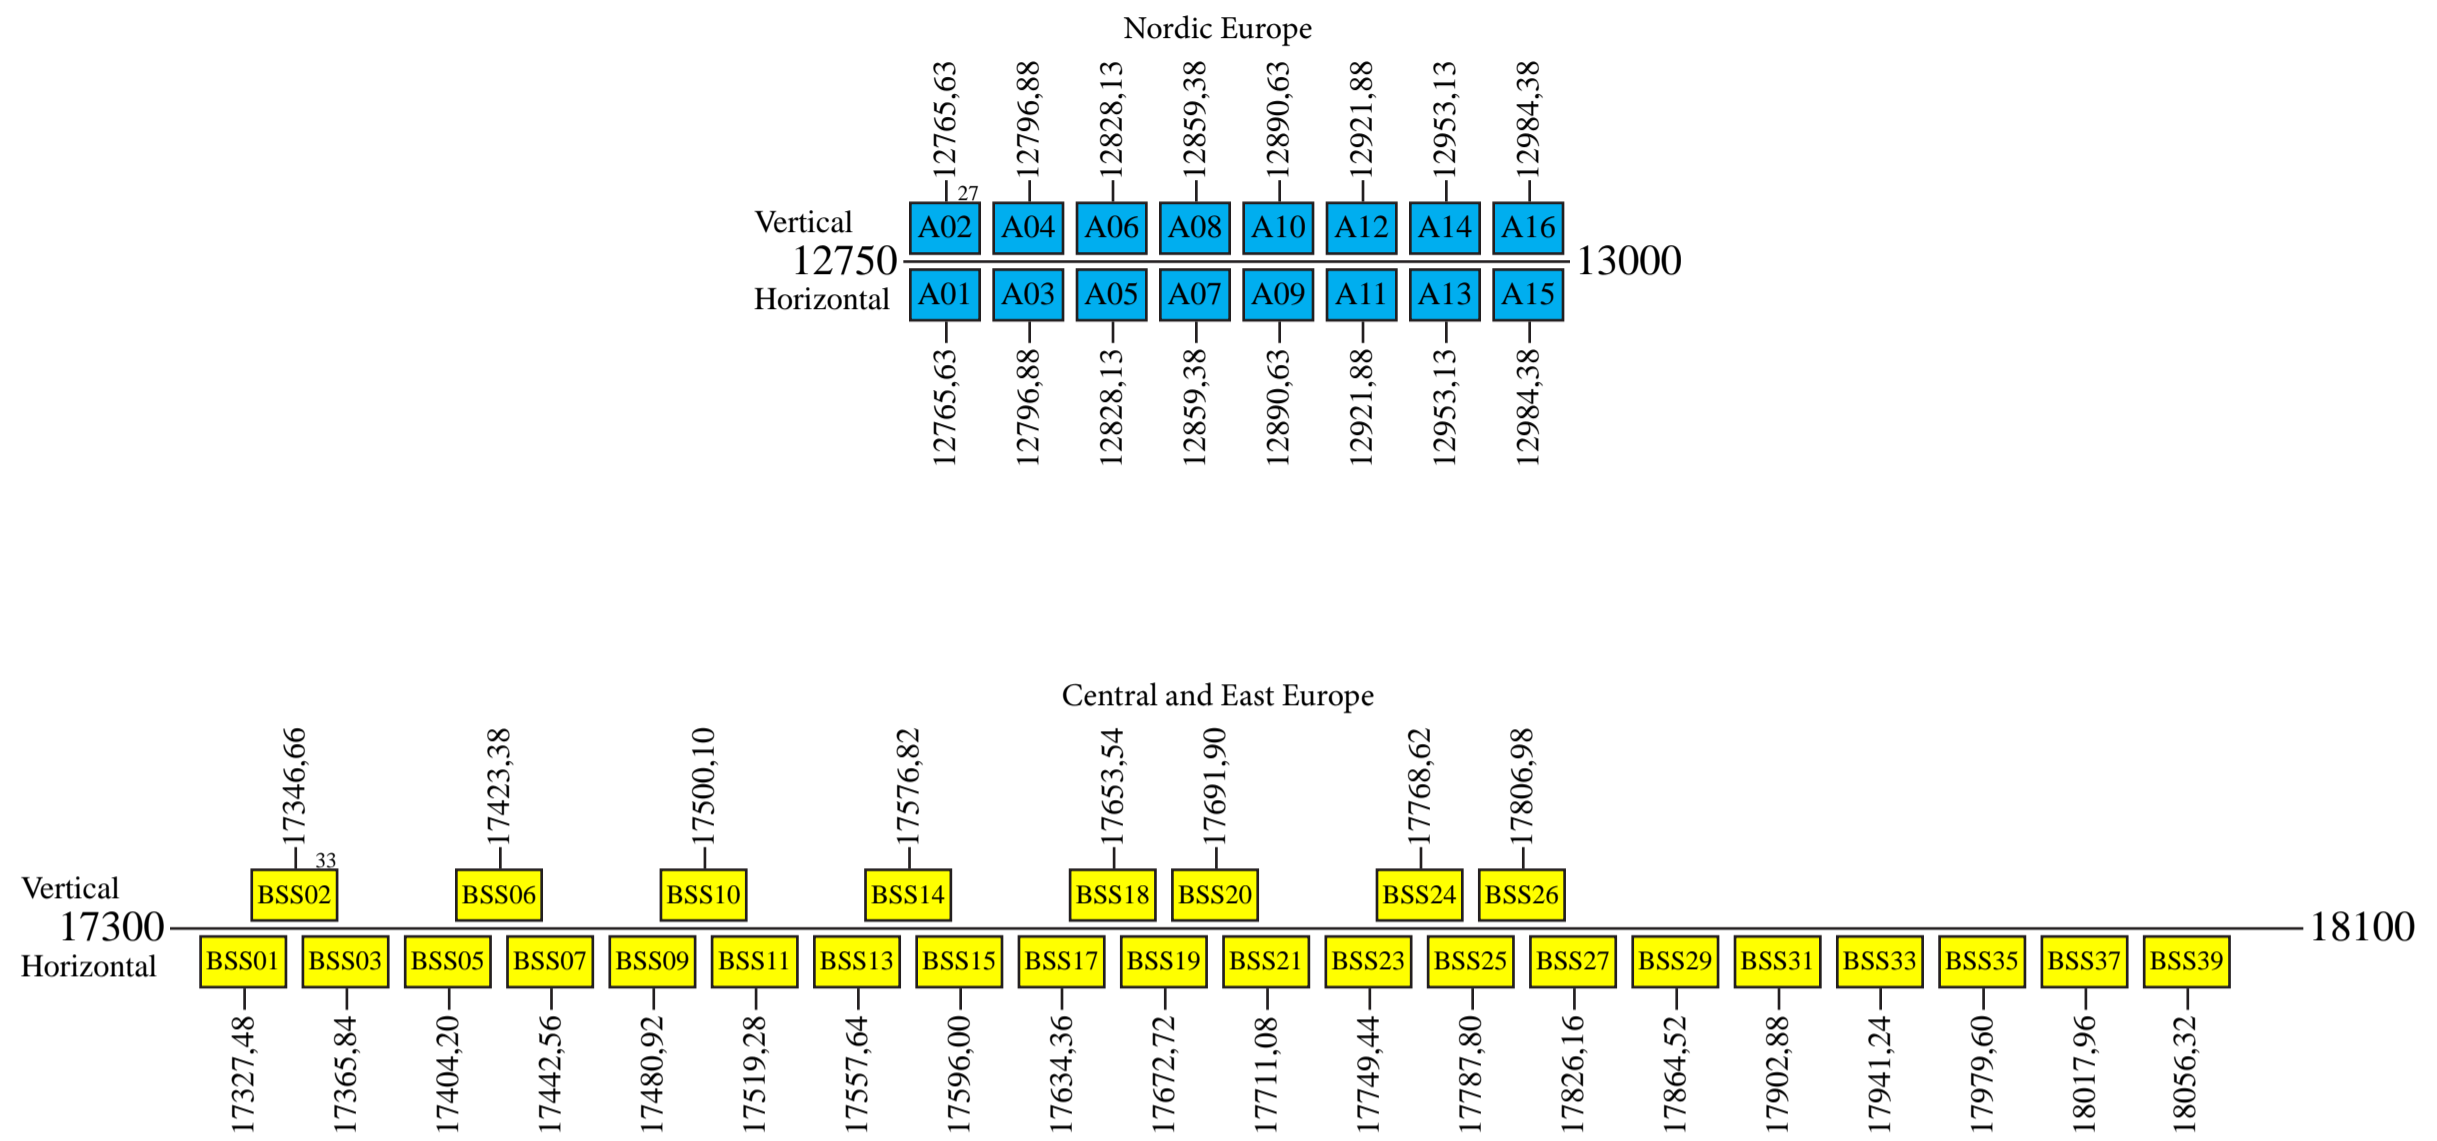 Nordic Europe
12765,63 12796,88 12828,13 12859,38 12890,63 12921,88 12953,13 12984,38
27
Vertical A02 A04 A06 A08 A10 A12 A14 A16
12750 13000
Horizontal A01 A03 A05 A07 A09 A11 A13 A15
12765,63 12796,88 12828,13 12859,38 12890,63 12921,88 12953,13 12984,38
Central and East Europe
17346,66 17423,38 17500,10 17576,82 17653,54 17691,90 17768,62 17806,98
33
Vertical BSS02 BSS06 BSS10 BSS14 BSS18 BSS20 BSS24 BSS26
17300 18100
Horizontal BSS01 BSS03 BSS05 BSS07 BSS09 BSS11 BSS13 BSS15 BSS17 BSS19 BSS21 BSS23 BSS25 BSS27 BSS29 BSS31 BSS33 BSS35 BSS37 BSS39
17327,48 17365,84 17404,20 17442,56 17480,92 17519,28 17557,64 17596,00 17634,36 17672,72 17711,08 17749,44 17787,80 17826,16 17864,52 17902,88 17941,24 17979,60 18017,96 18056,32